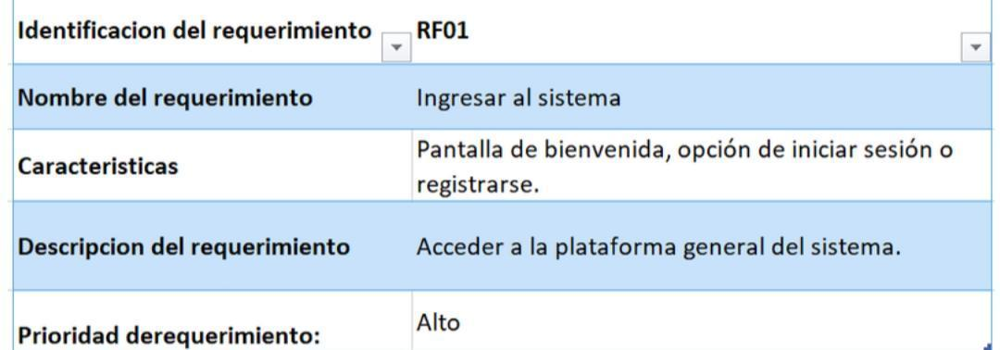 Identificacion del requerimiento RF01
Nombre del requerimiento Ingresar al sistema
Caracteristicas Pantalla de bienvenida, opción de iniciar sesión o
registrarse.
Descripcion del requerimiento Acceder a la plataforma general del sistema.
Prioridad derequerimiento: Alto